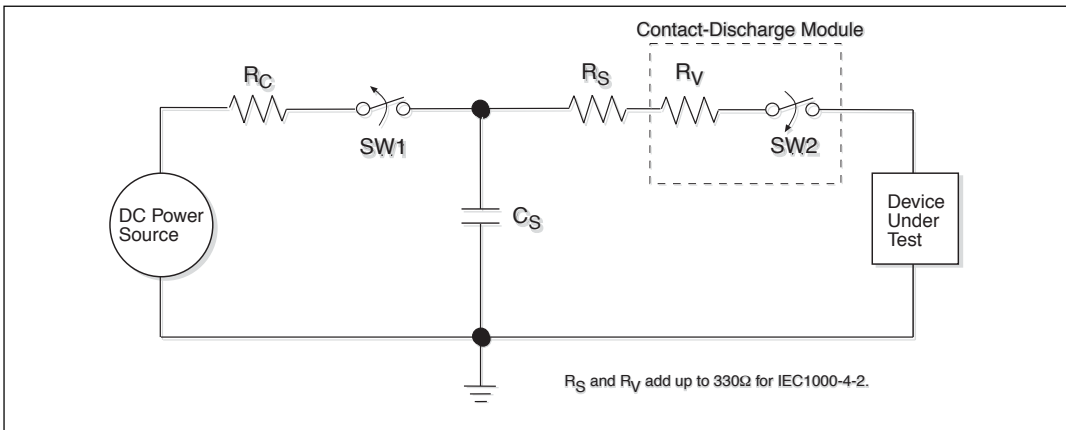 Contact-Discharge Module
RC
RS
RV
SW1
SW2
CS
DC Power
Source
Device
Under
Test
RS and RV add up to 330Ω for IEC1000-4-2.